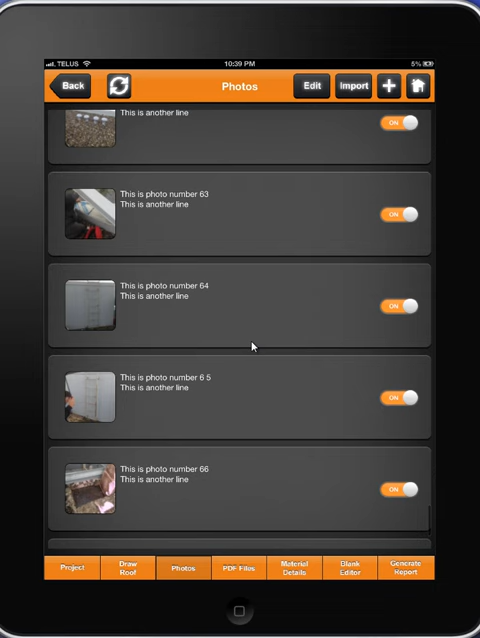 TELUS
10:39 PM
5%
Back
Photos
Edit
Import
+
This is another line
ON
This is photo number 63
This is another line
ON
This is photo number 64
This is another line
ON
This is photo number 6 5
This is another line
ON
This is photo number 66
This is another line
ON
Project
Draw
Roof
Photos
PDF Files
Material
Details
Blank
Editor
Generate
Report